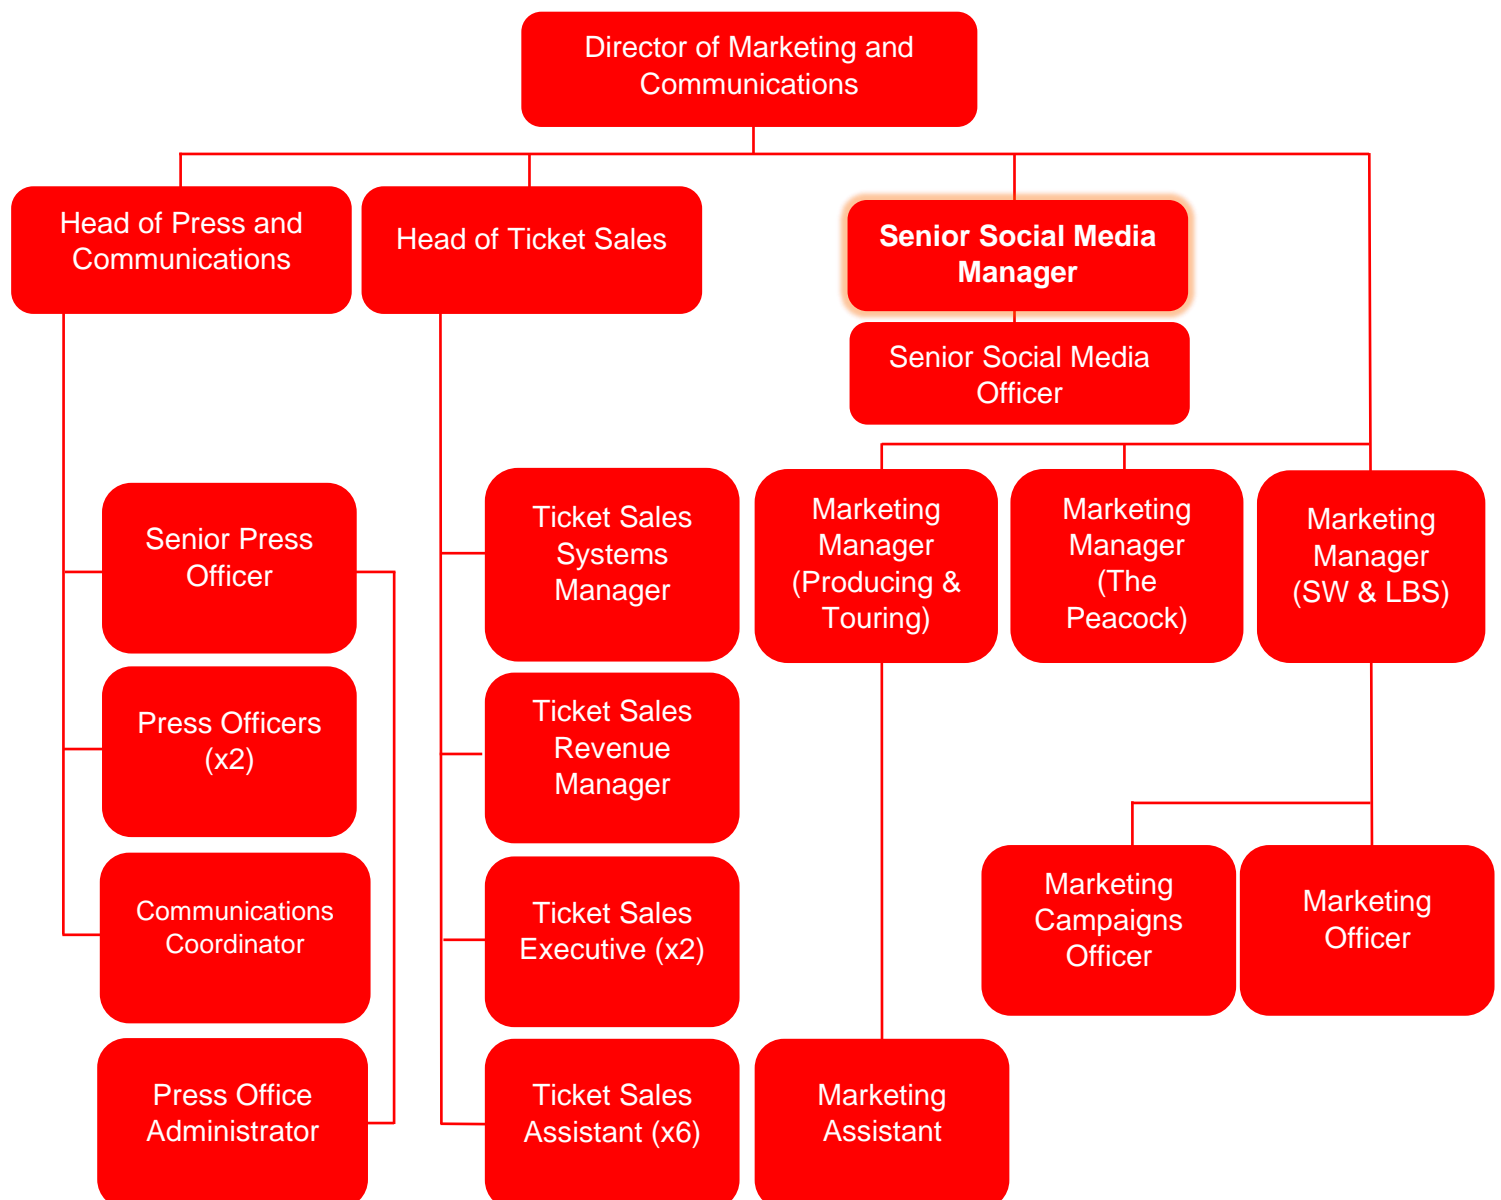 Director of Marketing and
Communications
Head of Press and
Communications
Head of Ticket Sales
Senior Social Media
Manager
Senior Social Media
Officer
Senior Press
Officer
Ticket Sales
Systems
Manager
Marketing
Manager
(Producing &
Touring)
Marketing
Manager
(The
Peacock)
Marketing
Manager
(SW & LBS)
Press Officers
(x2)
Ticket Sales
Revenue
Manager
Communications
Coordinator
Ticket Sales
Executive (x2)
Marketing
Campaigns
Officer
Marketing
Officer
Press Office
Administrator
Ticket Sales
Assistant (x6)
Marketing
Assistant